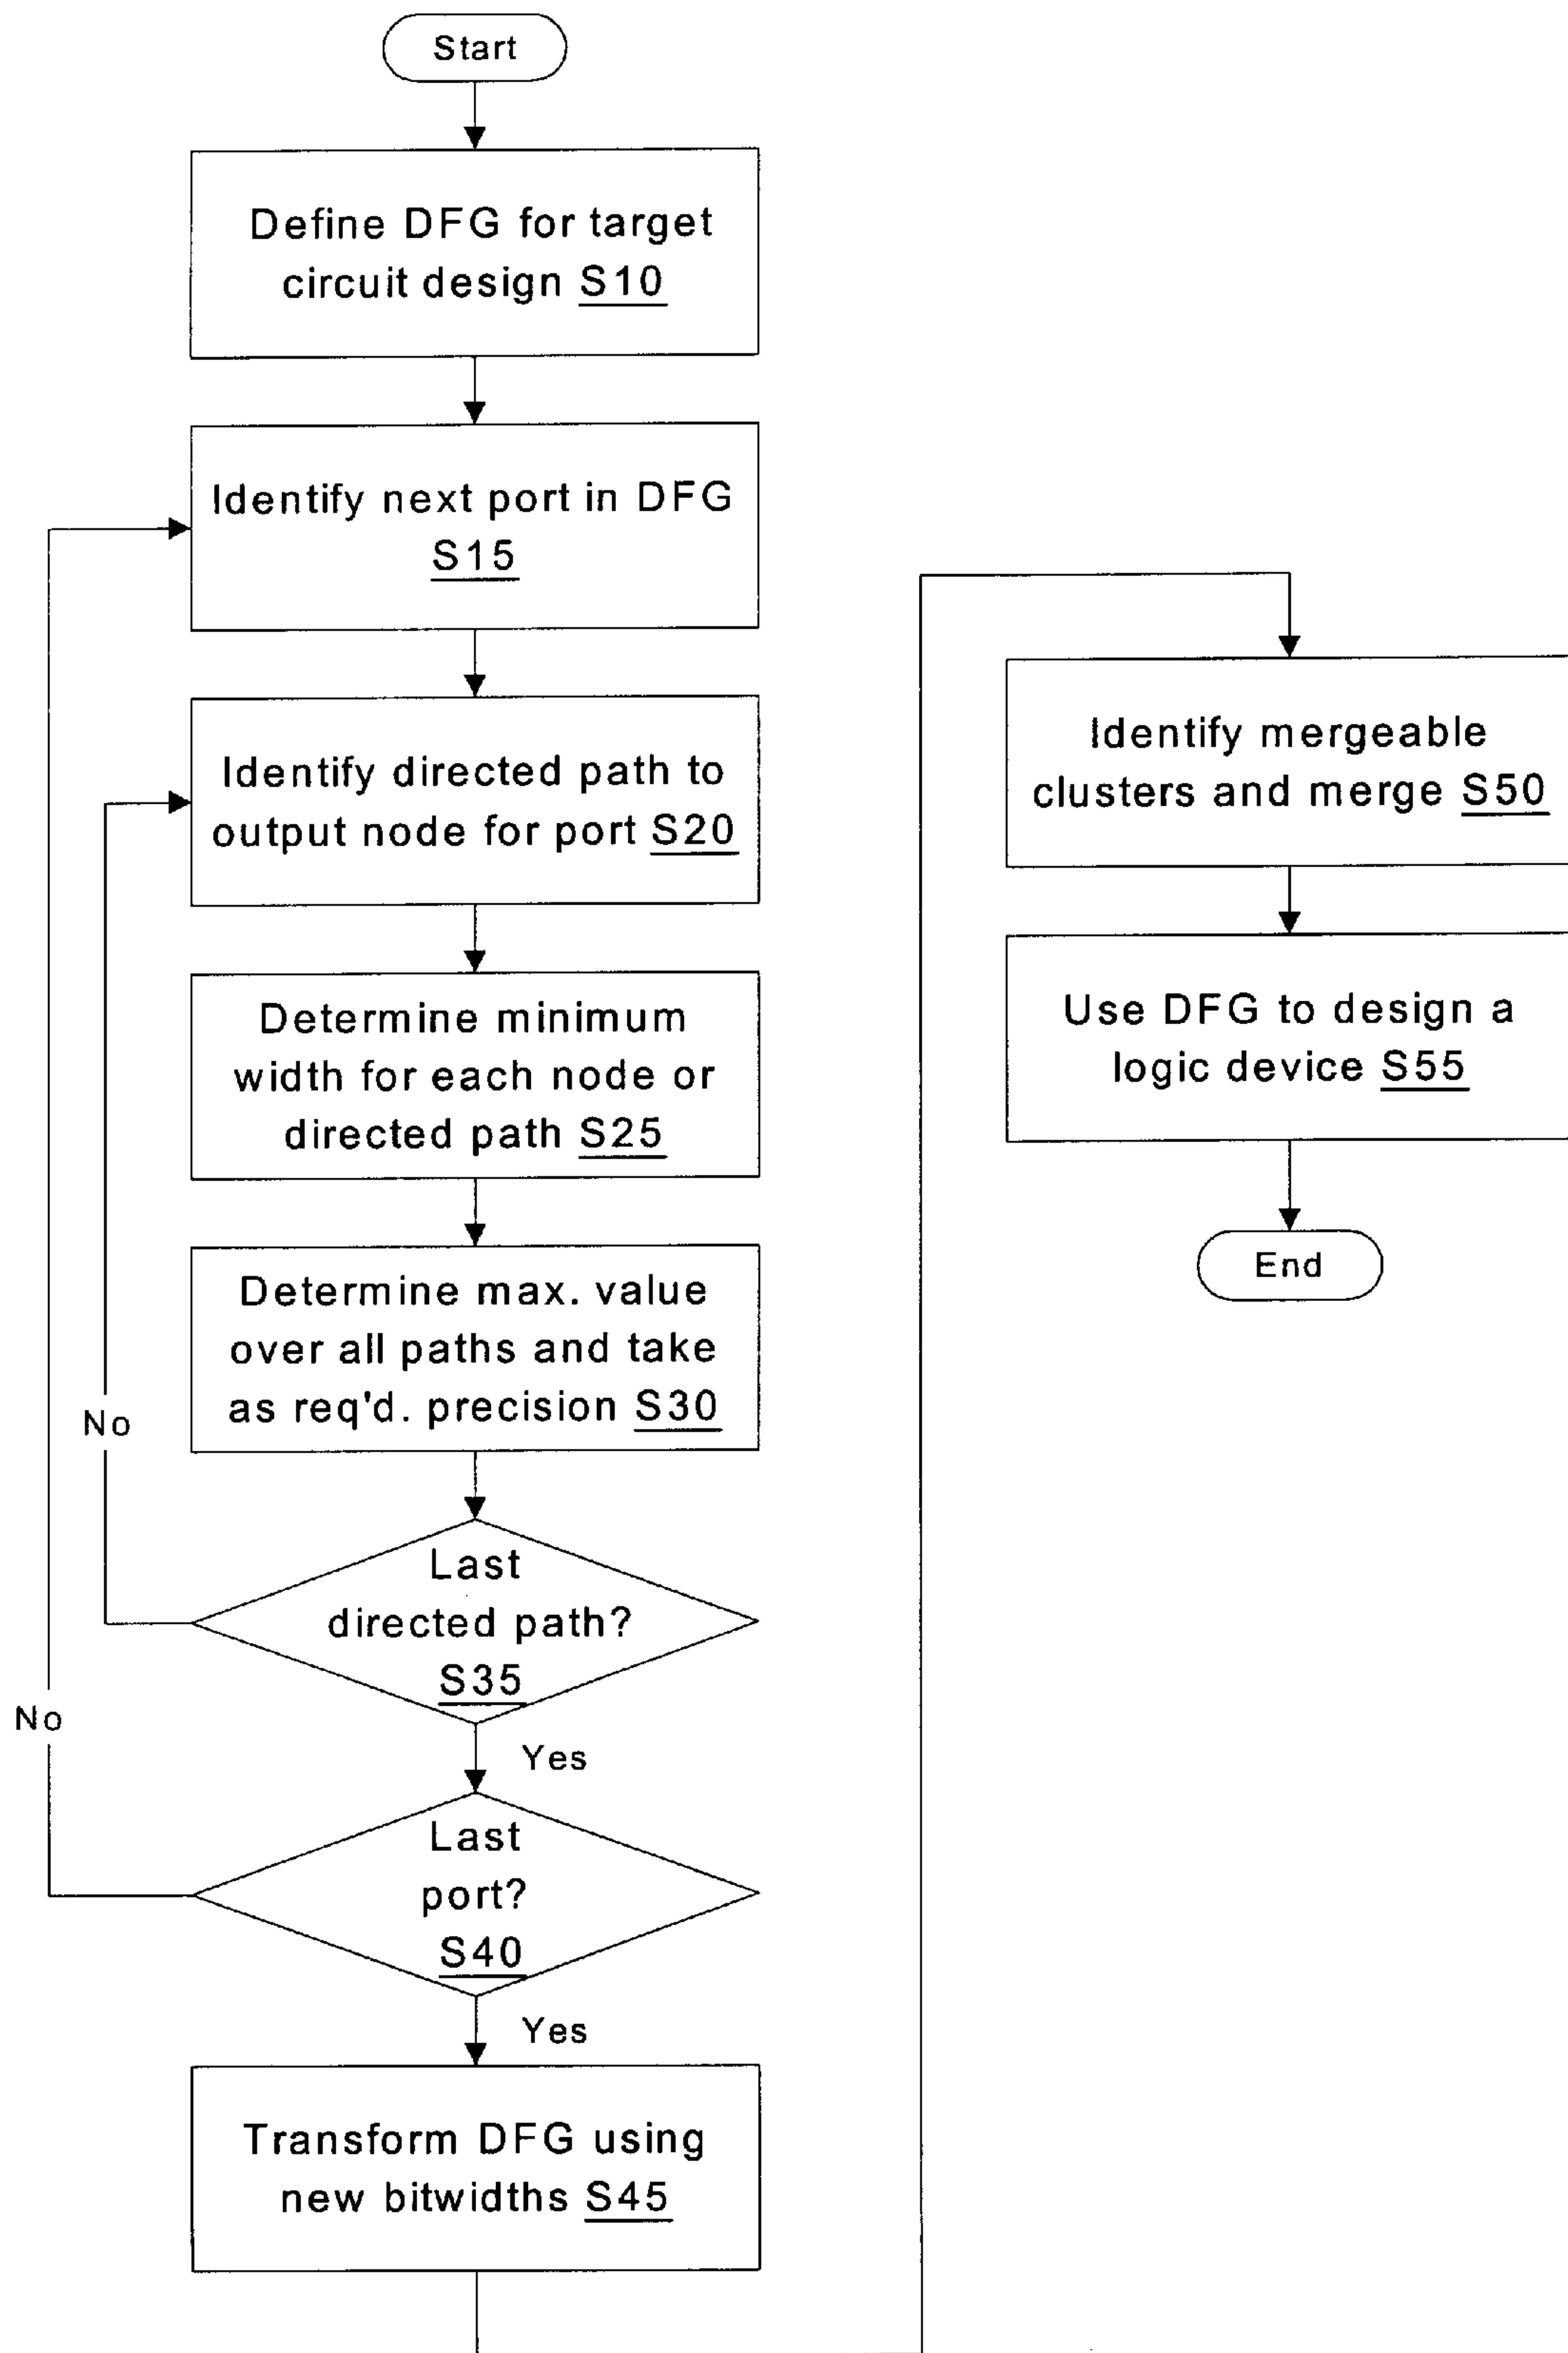 Start
Define DFG for target
circuit design S10
Identify next port in DFG
S15
Identify directed path to
output node for port S20
Determine minimum
width for each node or
directed path S25
Determine max. value
over all paths and take
as req'd. precision S30
No
Last
directed path?
S35
No
Yes
Last
port?
S40
Yes
Transform DFG using
new bitwidths S45
Identify mergeable
clusters and merge S50
Use DFG to design a
logic device S55
End